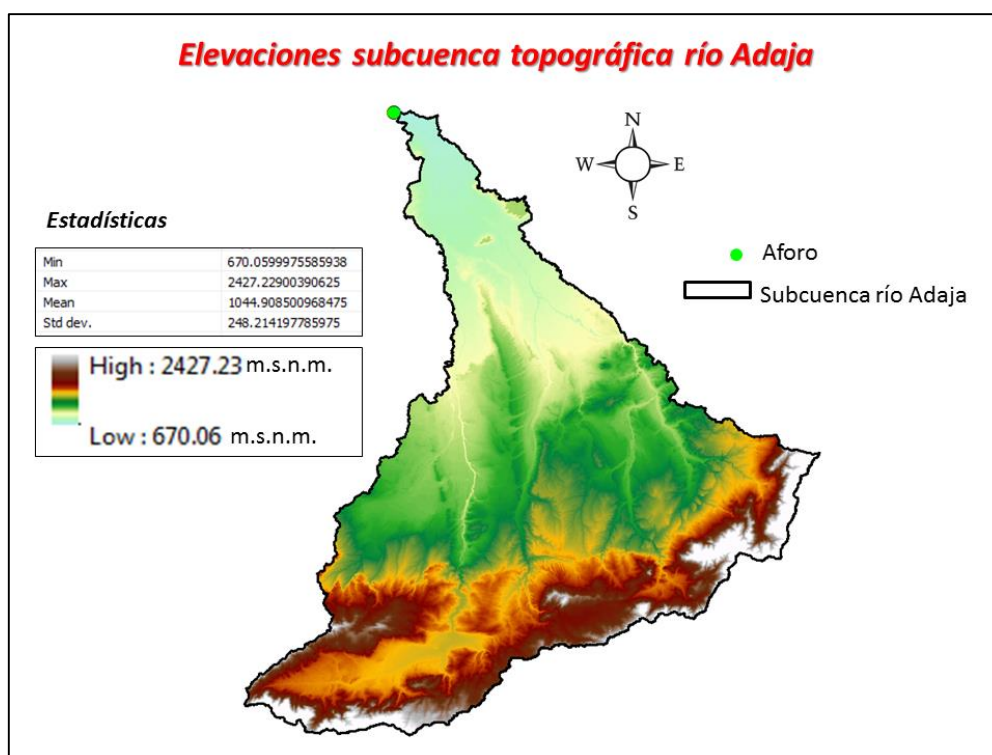 Elevaciones subcuenca topográfica río Adaja
N
W E
S
Estadísticas
Min 670.0599975585938
Max 2427.22900390625
Mean 1044.908500968475
Std dev. 248.214197785975
Aforo
Subcuenca río Adaja
High : 2427.23 m.s.n.m.
Low : 670.06 m.s.n.m.